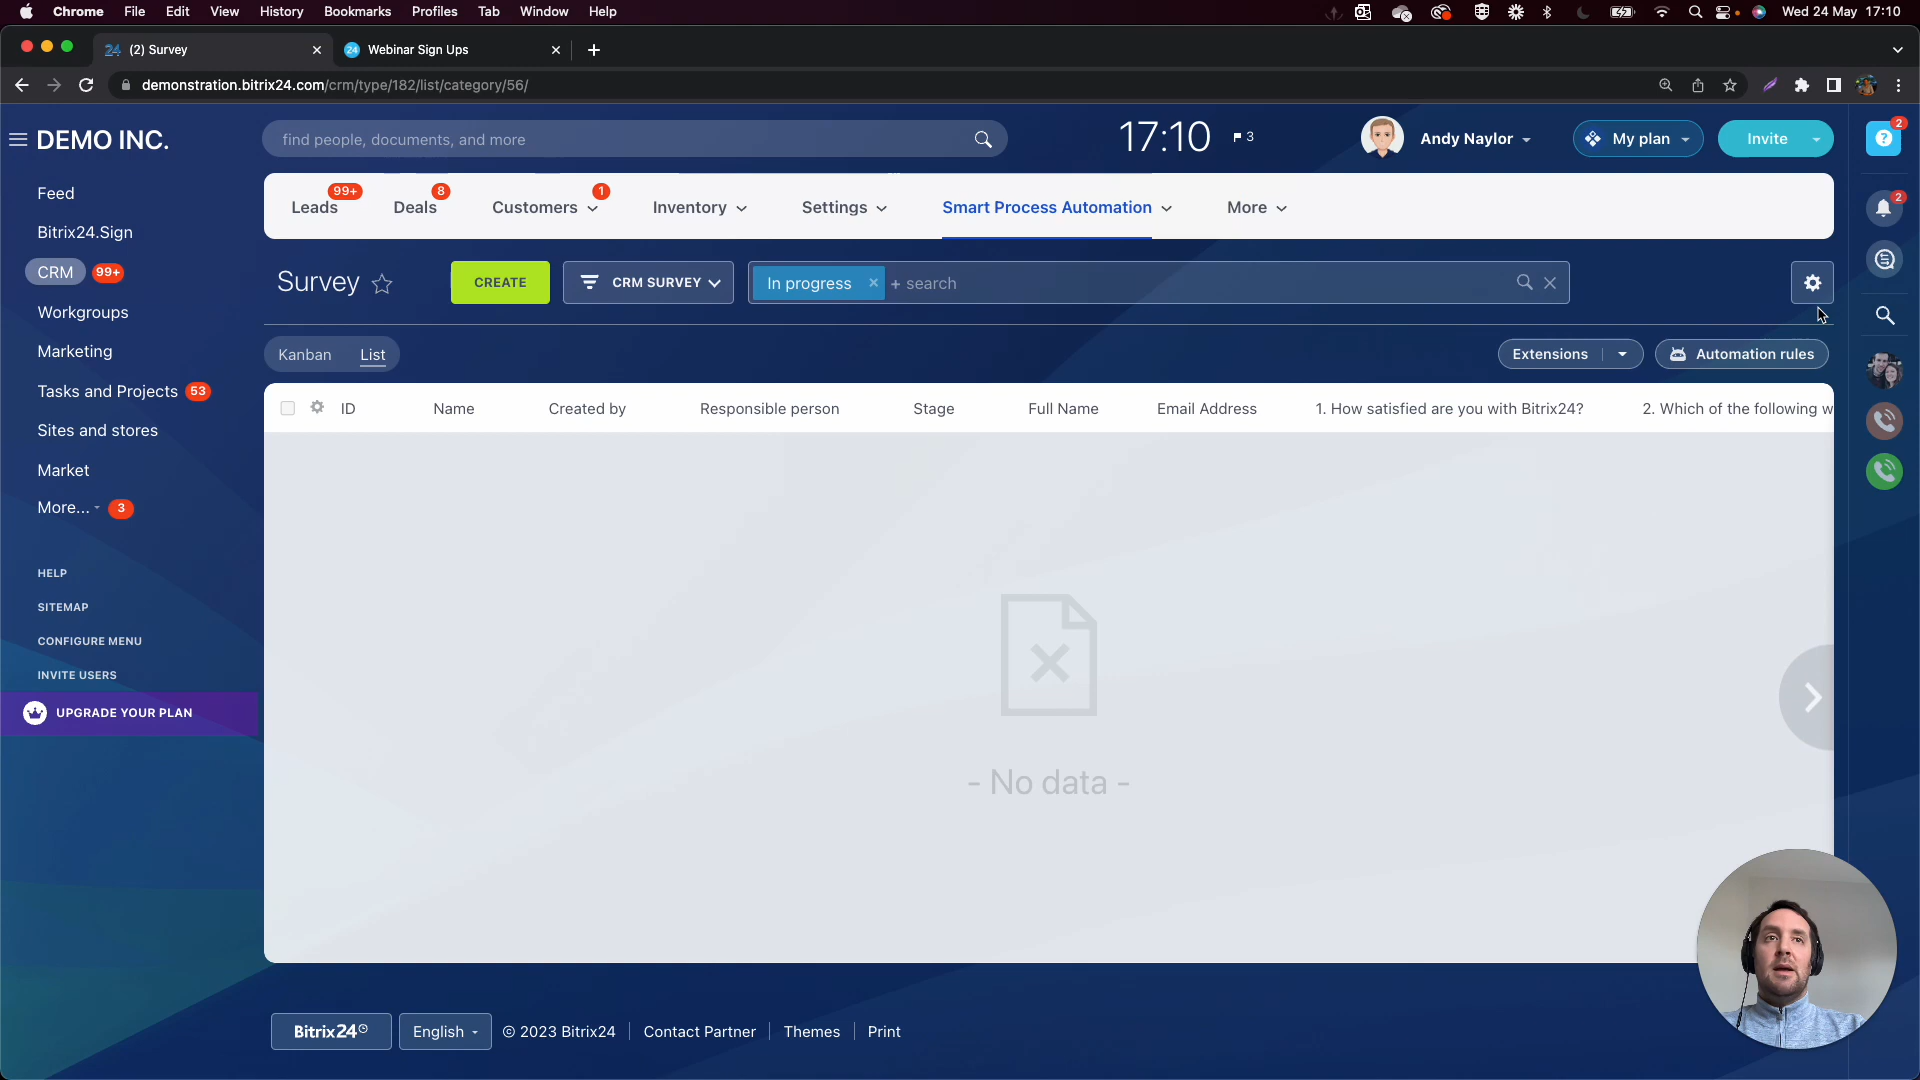 Chrome File Edit View History Bookmarks Profiles Tab Window Help Wed 24 May 17:10
24 (2) Survey 24 Webinar Sign Ups
demonstration.bitrix24.com/crm/type/182/list/category/56/
DEMO INC. find people, documents, and more 17:10 3 Andy Naylor My plan Invite 2
Feed
Bitrix24.Sign
CRM 99+
Workgroups
Marketing
Tasks and Projects 53
Sites and stores
Market
More... 3
HELP
SITEMAP
CONFIGURE MENU
INVITE USERS
UPGRADE YOUR PLAN
Leads 99+ Deals 8 Customers 1 Inventory Settings Smart Process Automation More
2
Survey CREATE CRM SURVEY In progress + search
Kanban List Extensions Automation rules
ID Name Created by Responsible person Stage Full Name Email Address 1. How satisfied are you with Bitrix24? 2. Which of the following w
- No data -
Bitrix24 English © 2023 Bitrix24 Contact Partner Themes Print